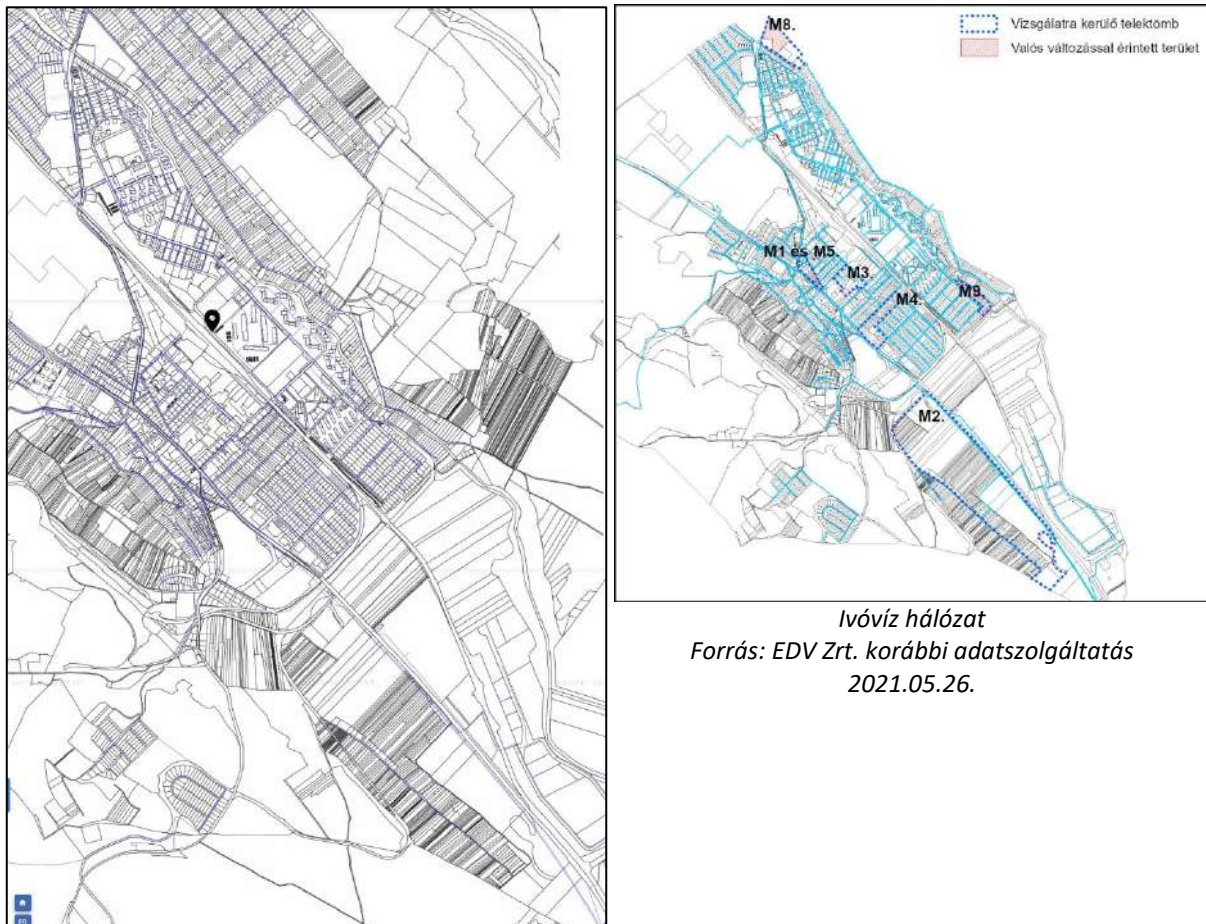 M8.
Vizsgálatra kerülő telektömb
Valós változással érintett terület
M1 és M5.
M3.
M4.
M9.
M2.
Ivóvíz hálózat
Forrás: EDV Zrt. korábbi adatszolgáltatás
2021.05.26.